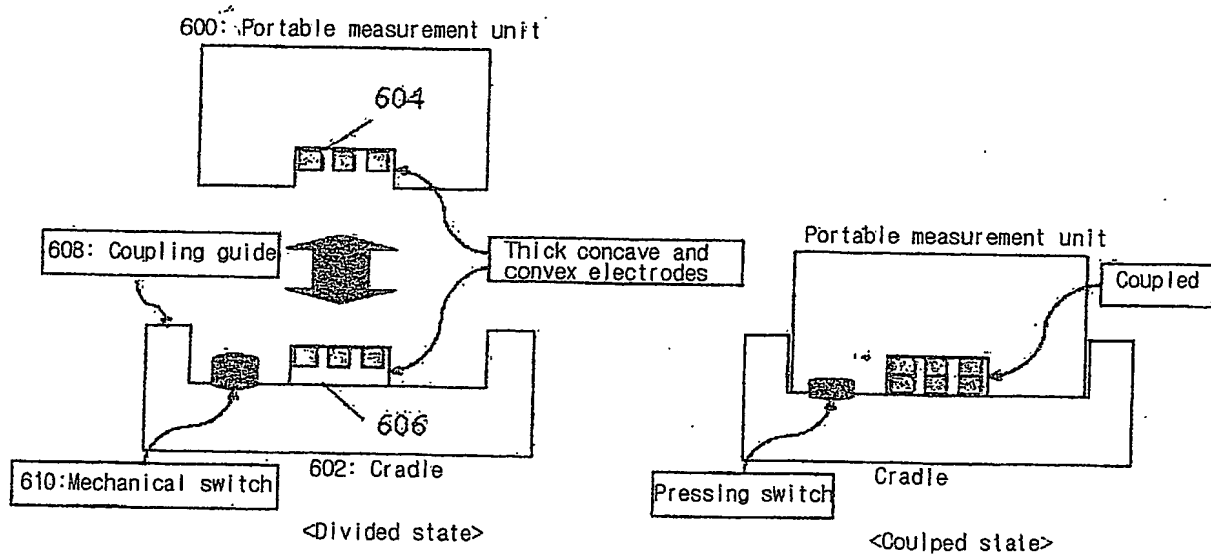 600: Portable measurement unit
604
608: Coupling guide
Thick concave and
convex electrodes
606
602: Cradle
610:Mechanical switch
<Divided state>
Portable measurement unit
Coupled
Pressing switch
Cradle
<Coulped state>